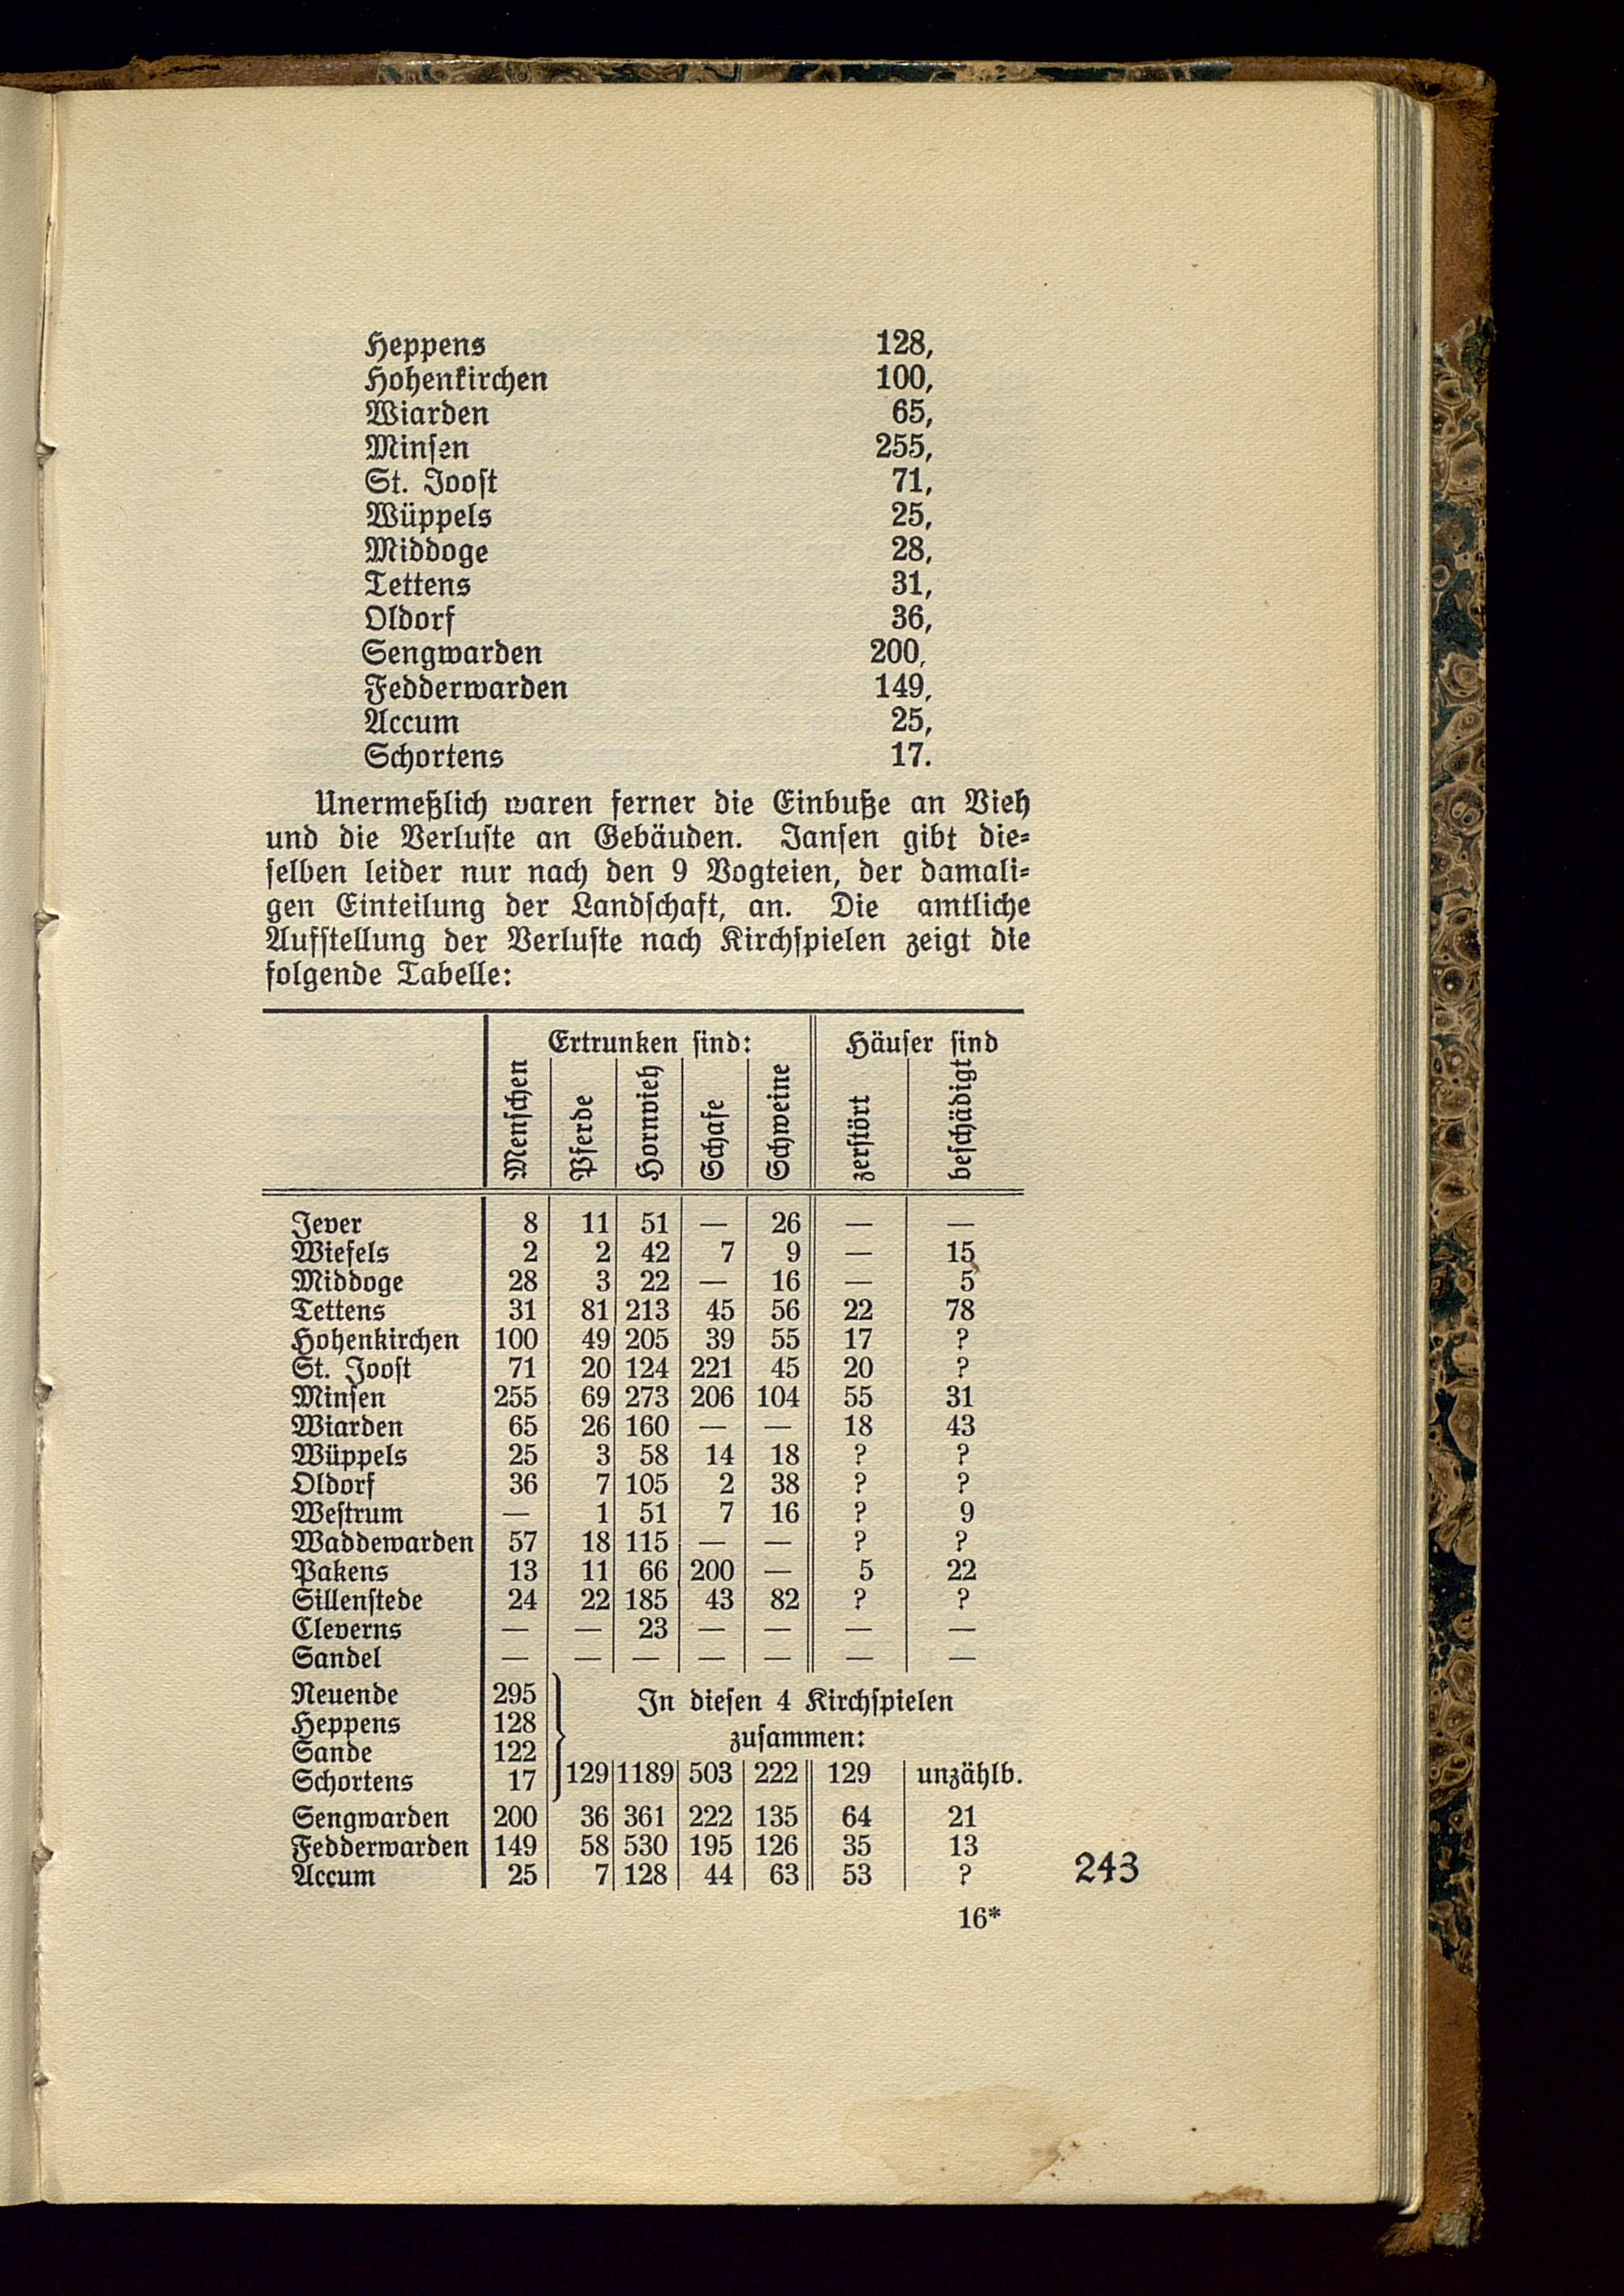 Heppens 128,
Hohenkirchen 100,
Wiarden 65,
Minsen 255,
St. Joost 71,
Wüppels 25,
Middoge 28,
Tettens 31,
Oldorf 36,
Sengwarden 200,
Fedderwarden 149,
Accum 25,
Schortens 17.
Unermeßlich waren ferner die Einbuße an Vieh
und die Verluste an Gebäuden. Jansen gibt die-
selben leider nur nach den 9 Vogteien, der damali-
gen Einteilung der Landschaft, an. Die amtliche
Aufstellung der Verluste nach Kirchspielen zeigt die
folgende Tabelle:
Ertrunken sind: Häuser sind
Menschen Pferde Hornvieh Schafe Schweine zerstört beschädigt
Jever 8 11 51 — 26 — —
Wiefels 2 2 42 7 9 — 15
Middoge 28 3 22 — 16 — 5
Tettens 31 81 213 45 56 22 78
Hohenkirchen 100 49 205 39 55 17 ?
St. Joost 71 20 124 221 45 20 ?
Minsen 255 69 273 206 104 55 31
Wiarden 65 26 160 — — 18 43
Wüppels 25 3 58 14 18 ? ?
Oldorf 36 7 105 2 38 ? ?
Westrum — 1 51 7 16 ? 9
Waddewarden 57 18 115 — — ? ?
Pakens 13 11 66 200 — 5 22
Sillenstede 24 22 185 43 82 ? ?
Cleverns — — 23 — — — —
Sandel — — — — — — —
Neuende 295 In diesen 4 Kirchspielen
Heppens 128 zusammen:
Sande 122
Schortens 17 129 1189 503 222 129 unzählb.
Sengwarden 200 36 361 222 135 64 21
Fedderwarden 149 58 530 195 126 35 13
Accum 25 7 128 44 63 53 ?
243
16*